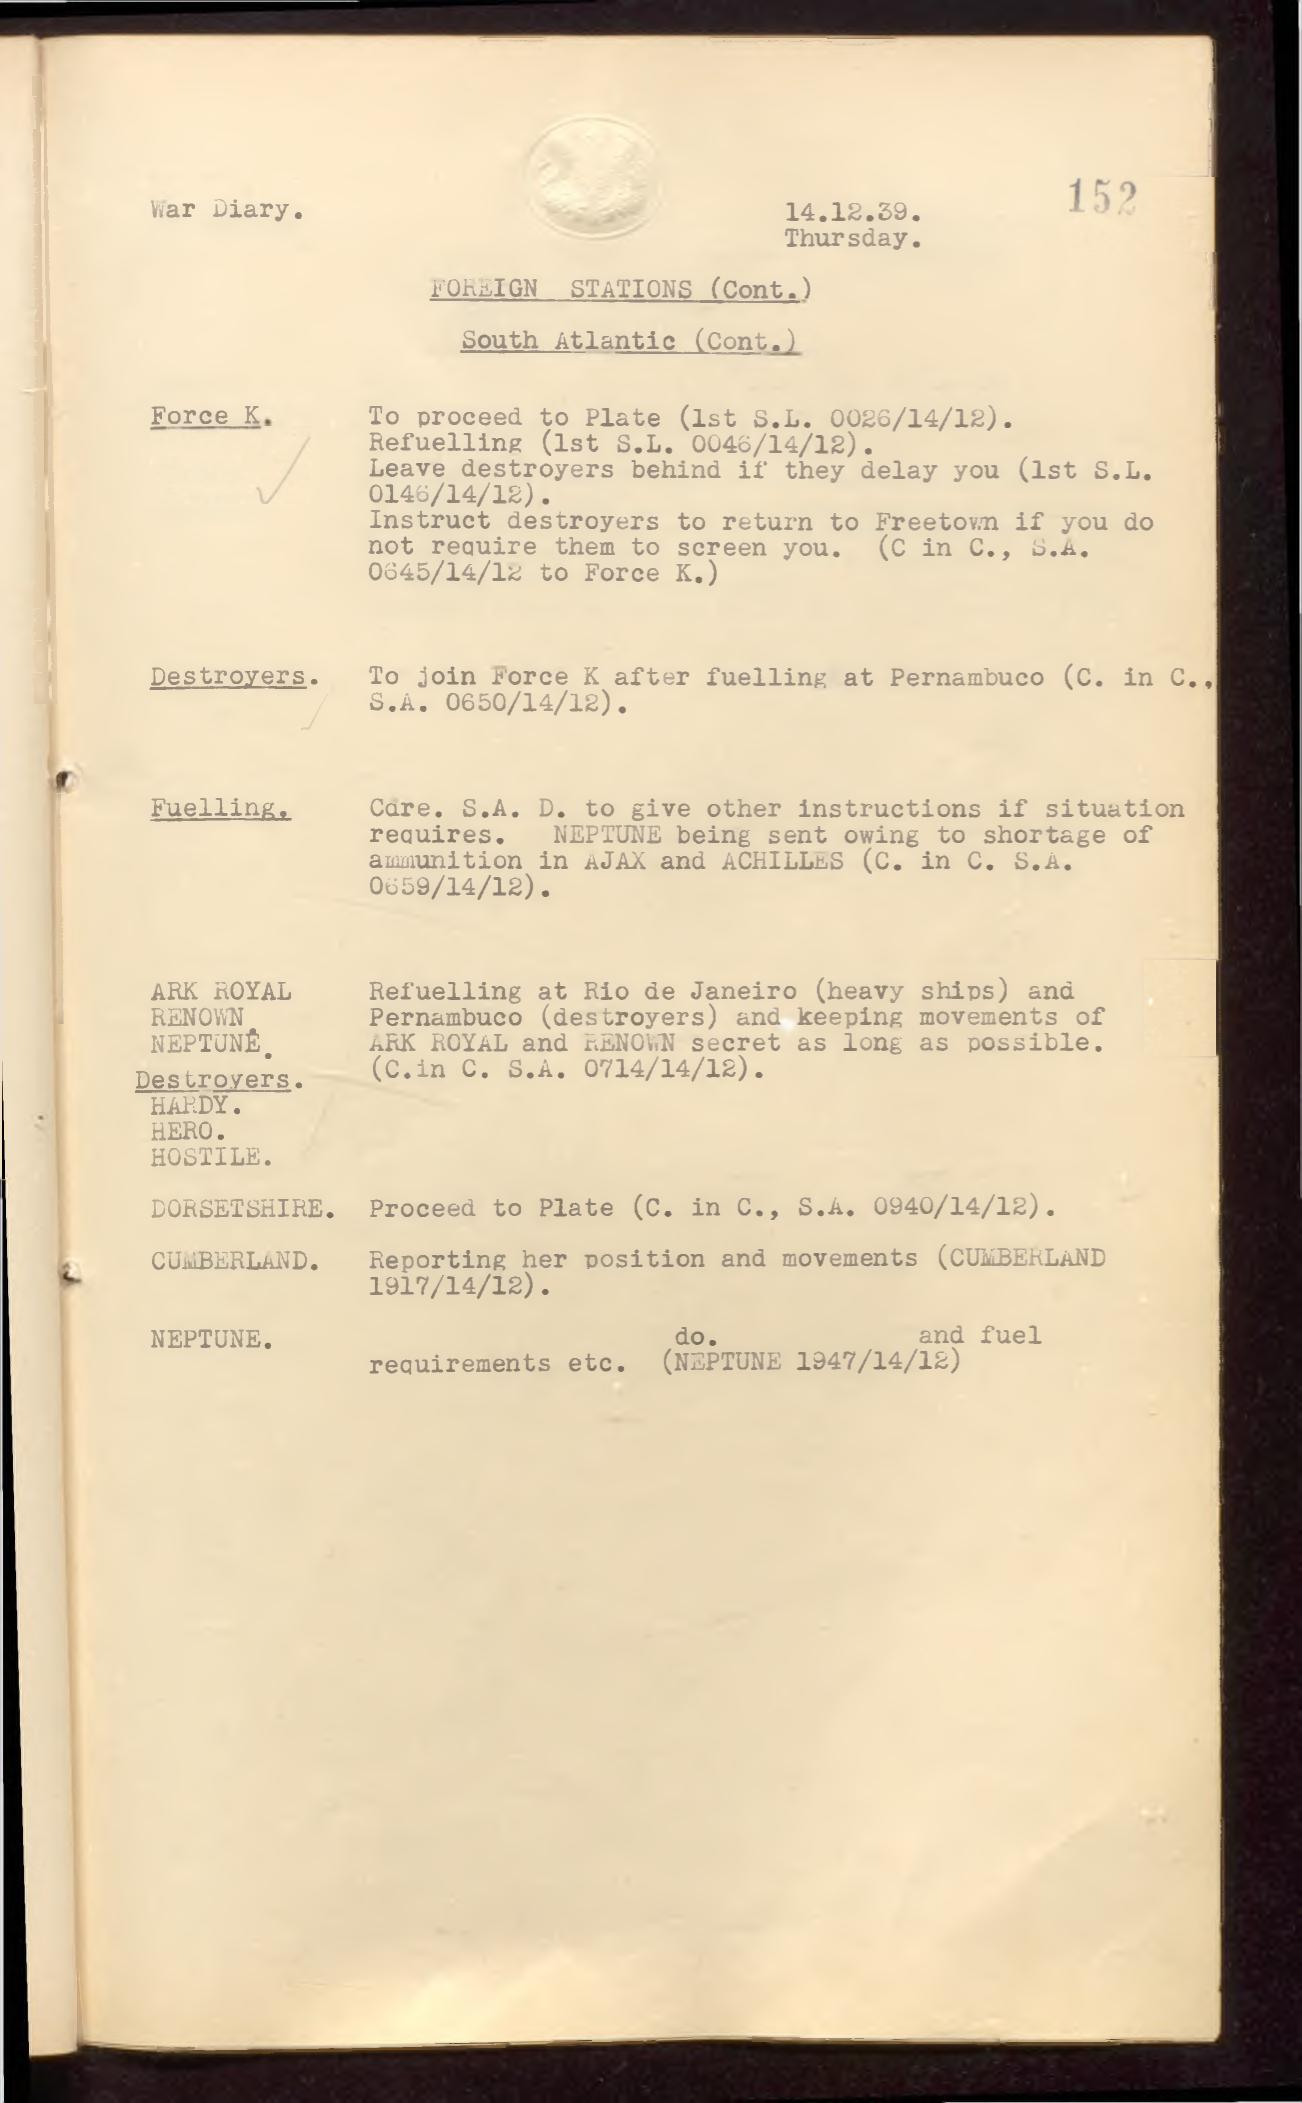 152
War Diary. 14.12.39.
Thursday.
FOREIGN STATIONS (Cont.)
South Atlantic (Cont.)
Force K. To proceed to Plate (1st S.L. 0026/14/12).
Refuelling (1st S.L. 0046/14/12).
Leave destroyers behind if they delay you (1st S.L.
0146/14/12).
Instruct destroyers to return to Freetown if you do
not require them to screen you. (C in C., S.A.
0645/14/12 to Force K.)
Destroyers. To join Force K after fuelling at Pernambuco (C. in C.,
S.A. 0650/14/12).
Fuelling. Cdre. S.A. D. to give other instructions if situation
requires. NEPTUNE being sent owing to shortage of
ammunition in AJAX and ACHILLES (C. in C. S.A.
0659/14/12).
ARK ROYAL Refuelling at Rio de Janeiro (heavy ships) and
RENOWN. Pernambuco (destroyers) and keeping movements of
NEPTUNE. ARK ROYAL and RENOWN secret as long as possible.
(C.in C. S.A. 0714/14/12).
Destroyers.
HARDY.
HERO.
HOSTILE.
DORSETSHIRE. Proceed to Plate (C. in C., S.A. 0940/14/12).
CUMBERLAND. Reporting her position and movements (CUMBERLAND
1917/14/12).
NEPTUNE. do. and fuel
requirements etc. (NEPTUNE 1947/14/12)